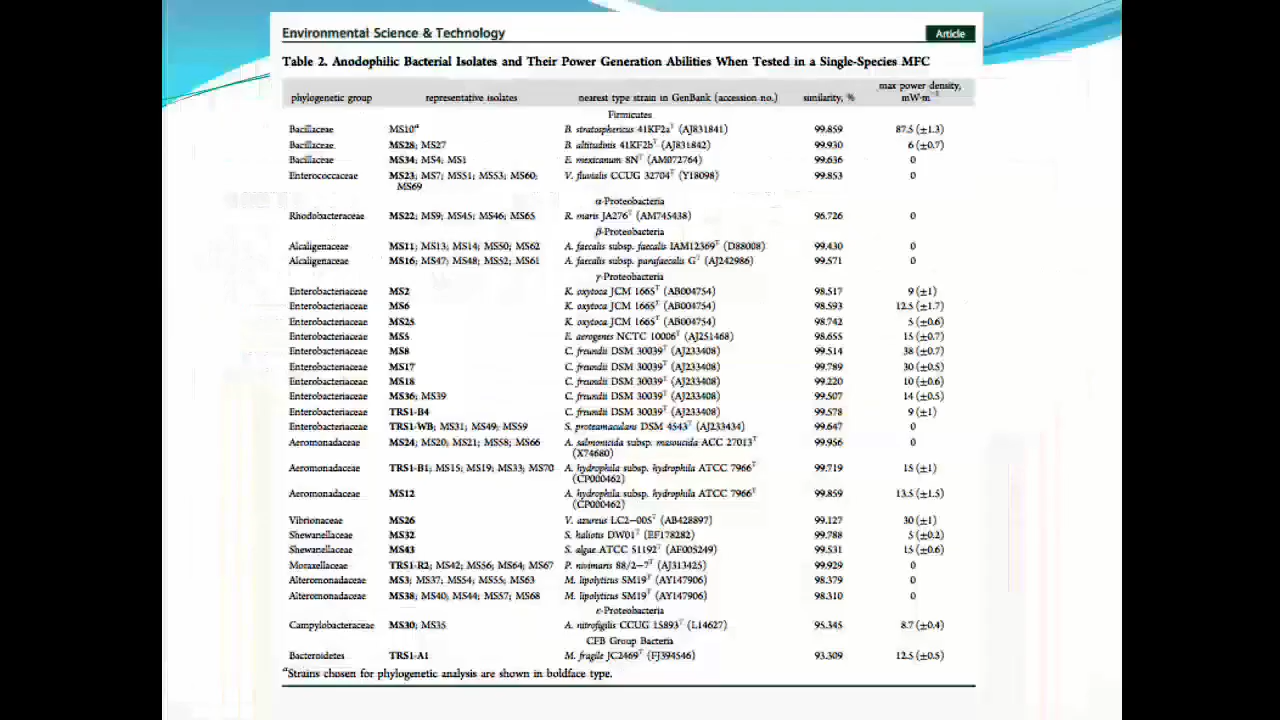 Environmental Science & Technology Article
Table 2. Anodophilic Bacterial Isolates and Their Power Generation Abilities When Tested in a Single-Species MFC
phylogenetic group representative isolates nearest type strain in GenBank (accession no.) similarity, % max power density, mW·m⁻²
Firmicutes
Bacillaceae MS10ᵃ B. stratosphericus 41KF2aᵀ (AJ831841) 99.859 87.5 (±1.3)
Bacillaceae MS28; MS27 B. altitudinis 41KF2bᵀ (AJ831842) 99.930 6 (±0.7)
Bacillaceae MS34; MS4; MS1 E. mexicanum 8Nᵀ (AM072764) 99.636 0
Enterococcaceae MS23; MS7; MS51; MS53; MS60; V. fluvialis CCUG 32704ᵀ (Y18098) 99.853 0
MS69
α-Proteobacteria
Rhodobacteraceae MS22; MS9; MS45; MS46; MS65 R. maris JA276ᵀ (AM745438) 96.726 0
β-Proteobacteria
Alcaligenaceae MS11; MS13; MS14; MS50; MS62 A. faecalis subsp. faecalis IAM12369ᵀ (D88008) 99.430 0
Alcaligenaceae MS16; MS47; MS48; MS52; MS61 A. faecalis subsp. parafaecalis Gᵀ (AJ242986) 99.571 0
γ-Proteobacteria
Enterobacteriaceae MS2 K. oxytoca JCM 1665ᵀ (AB004754) 98.517 9 (±1)
Enterobacteriaceae MS6 K. oxytoca JCM 1665ᵀ (AB004754) 98.593 12.5 (±1.7)
Enterobacteriaceae MS25 K. oxytoca JCM 1665ᵀ (AB004754) 98.742 5 (±0.6)
Enterobacteriaceae MS5 E. aerogenes NCTC 10006ᵀ (AJ251468) 98.655 15 (±0.7)
Enterobacteriaceae MS8 C. freundii DSM 30039ᵀ (AJ233408) 99.514 38 (±0.7)
Enterobacteriaceae MS17 C. freundii DSM 30039ᵀ (AJ233408) 99.789 30 (±0.5)
Enterobacteriaceae MS18 C. freundii DSM 30039ᵀ (AJ233408) 99.220 10 (±0.6)
Enterobacteriaceae MS36; MS39 C. freundii DSM 30039ᵀ (AJ233408) 99.507 14 (±0.5)
Enterobacteriaceae TRS1-B4 C. freundii DSM 30039ᵀ (AJ233408) 99.578 9 (±1)
Enterobacteriaceae TRS1-WB; MS31; MS49; MS59 S. proteamaculans DSM 4543ᵀ (AJ233434) 99.647 0
Aeromonadaceae MS24; MS20; MS21; MS58; MS66 A. salmonicida subsp. masoucida ACC 27013ᵀ 99.956 0
(X74680)
Aeromonadaceae TRS1-B1; MS15; MS19; MS33; MS70 A. hydrophila subsp. hydrophila ATCC 7966ᵀ 99.719 15 (±1)
(CP000462)
Aeromonadaceae MS12 A. hydrophila subsp. hydrophila ATCC 7966ᵀ 99.859 13.5 (±1.5)
(CP000462)
Vibrionaceae MS26 V. azureus LC2-005ᵀ (AB428897) 99.127 30 (±1)
Shewanellaceae MS32 S. haliotis DW01ᵀ (EF178282) 99.788 5 (±0.2)
Shewanellaceae MS43 S. algae ATCC 51192ᵀ (AF005249) 99.531 15 (±0.6)
Moraxellaceae TRS1-R2; MS42; MS56; MS64; MS67 P. nivimaris 88/2-7ᵀ (AJ313425) 99.929 0
Alteromonadaceae MS3; MS37; MS54; MS55; MS63 M. lipolyticus SM19ᵀ (AY147906) 98.379 0
Alteromonadaceae MS38; MS40; MS44; MS57; MS68 M. lipolyticus SM19ᵀ (AY147906) 98.310 0
ε-Proteobacteria
Campylobacteraceae MS30; MS35 A. nitrofigilis CCUG 15893ᵀ (L14627) 95.345 8.7 (±0.4)
CFB Group Bacteria
Bacteroidetes TRS1-A1 M. fragile JC2469ᵀ (FJ394546) 93.309 12.5 (±0.5)
ᵃStrains chosen for phylogenetic analysis are shown in boldface type.